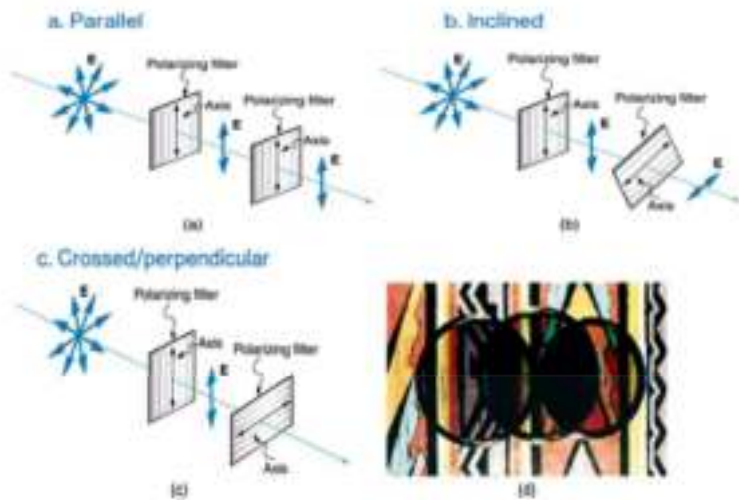 a. Parallel
E
Polarizing filter
Axis
E
Polarizing filter
Axis
E
(a)
b. Inclined
E
Polarizing filter
Axis
E
Polarizing filter
Axis
E
(b)
c. Crossed/perpendicular
E
Polarizing filter
Axis
E
Polarizing filter
Axis
(c)
(d)